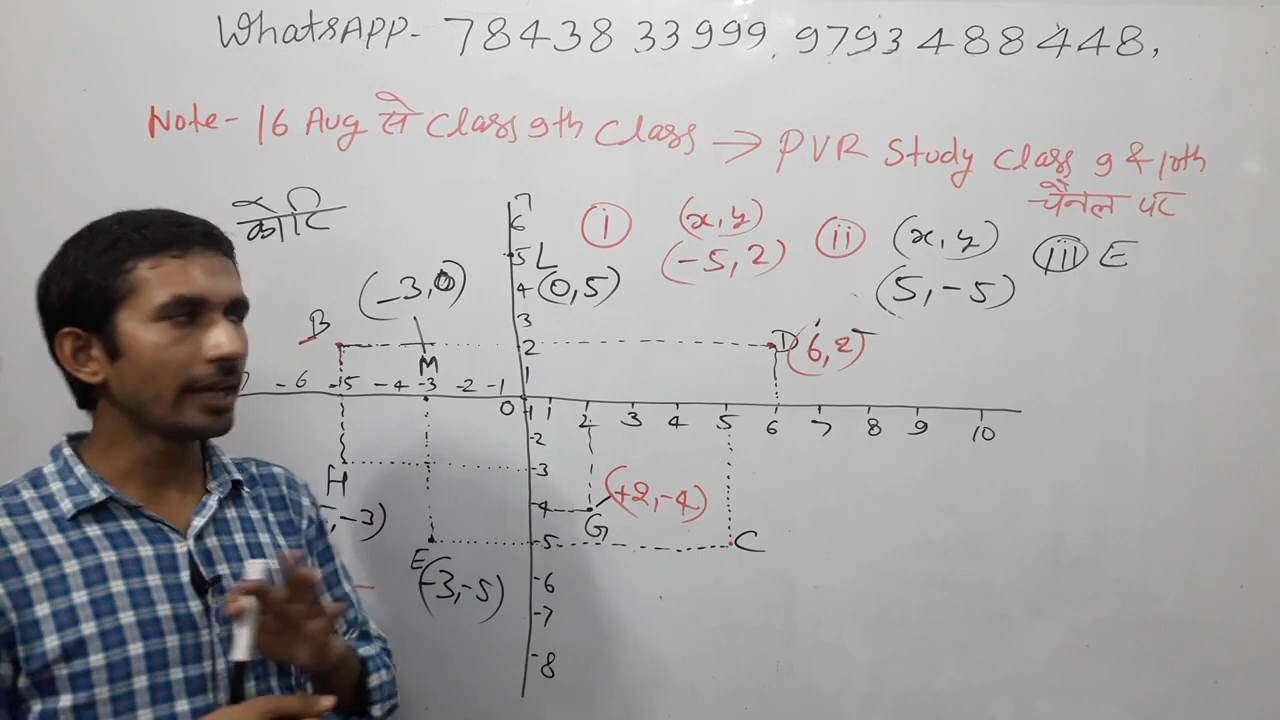 WhatsAPP- 78438 33999, 9793 488448,
Note- 16 Aug से Class 9th Class → PVR Study Class 9 & 10th
चैनल पर
कोटि
7
6
5 L
4 (0,5)
3
2
1
(i) (x,y) (ii) (x,y) (iii) E
(-5,2) (5,-5)
(-3,0)
B
M
D (6,2)
-6 -5 -4 -3 -2 -1
0 1 2 3 4 5 6 7 8 9 10
-1
-2
-3
-4
-5
-6
-7
-8
H
, -3)
G (+2,-4)
C
E (-3,-5)